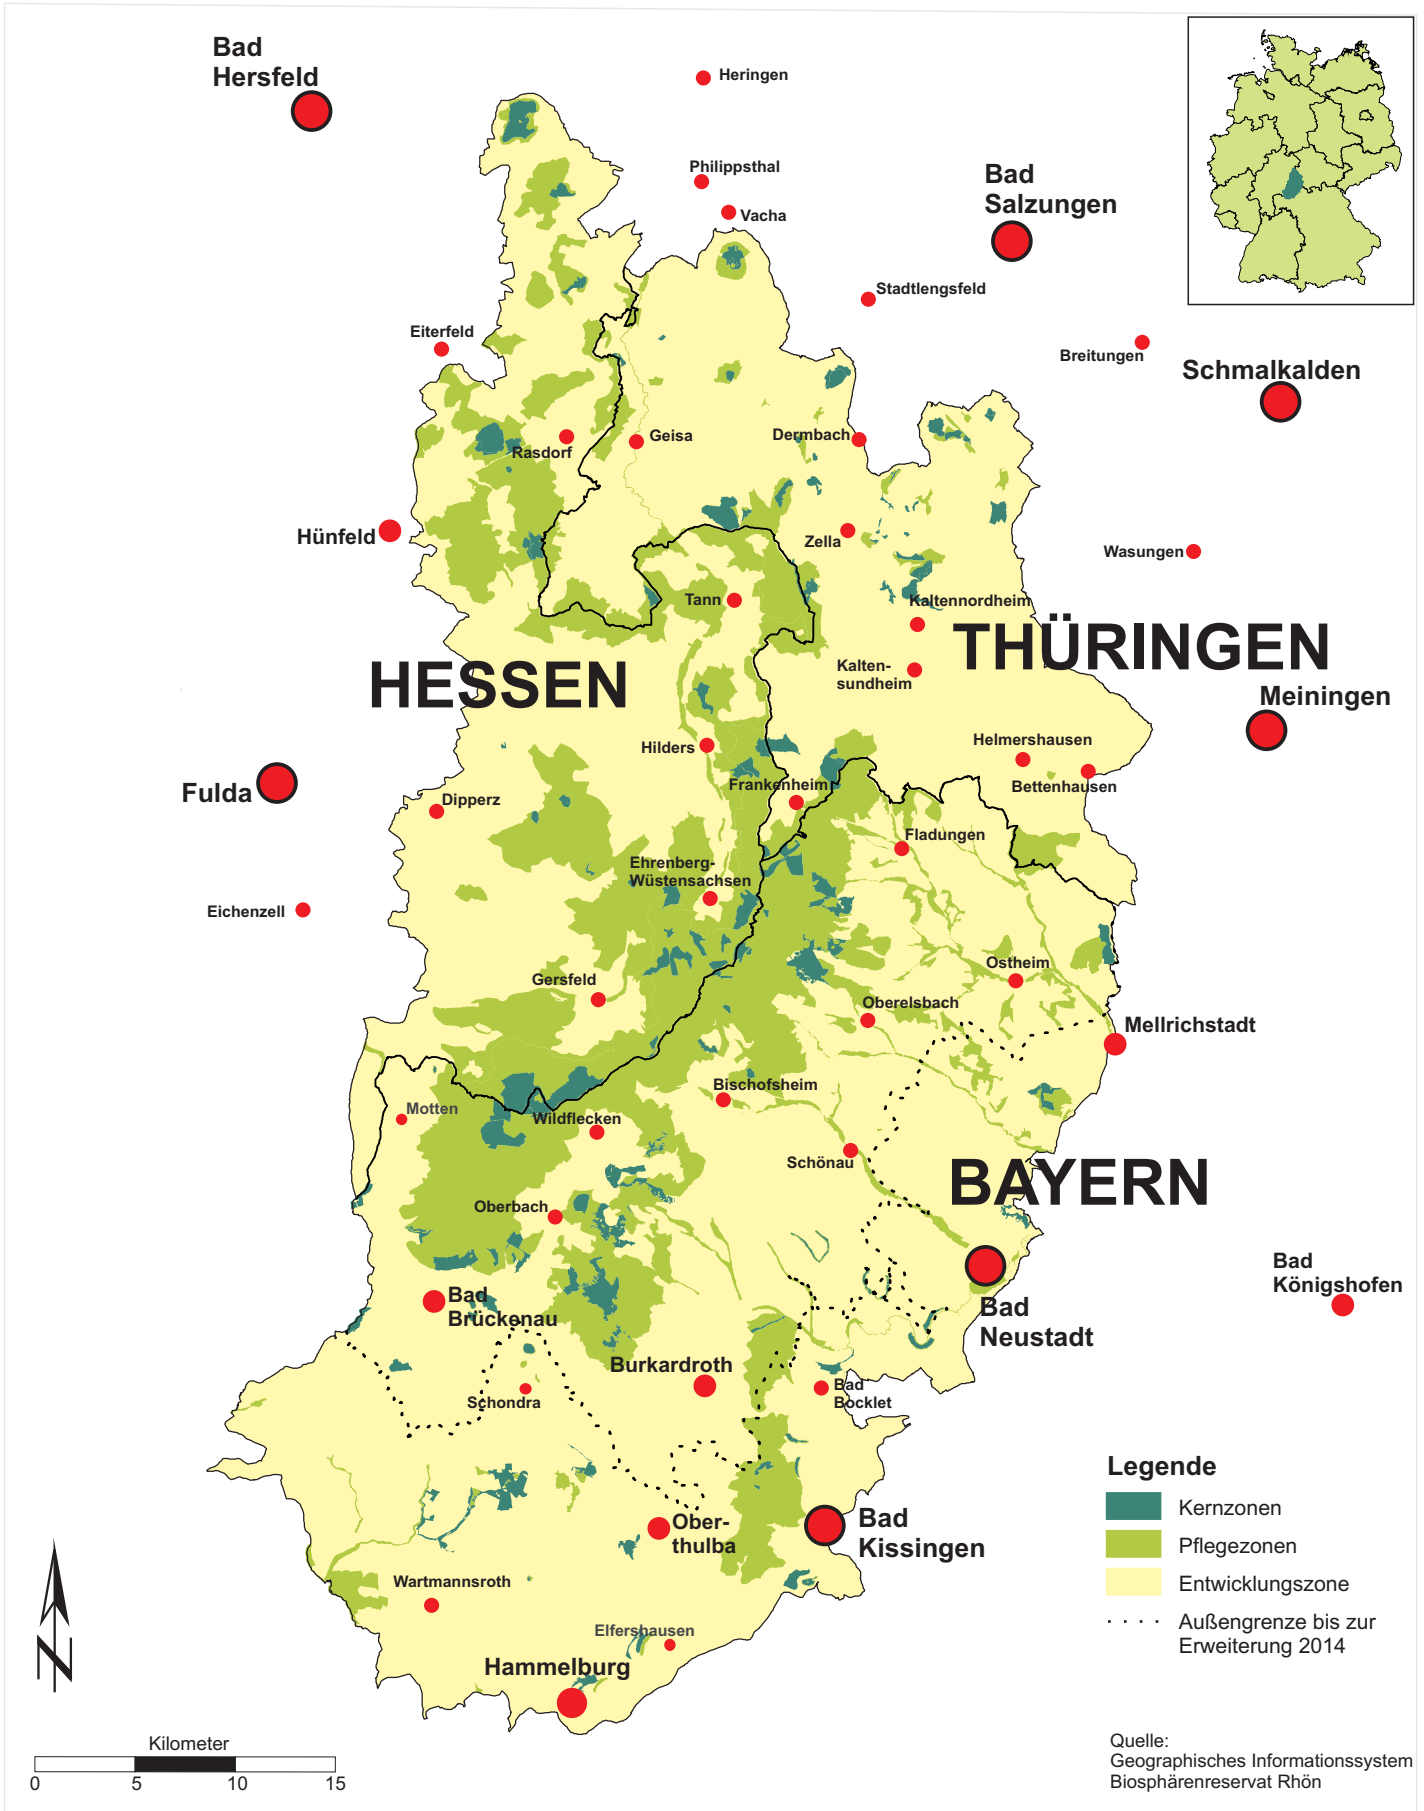 Bad
Hersfeld
Heringen
Philippsthal
Vacha
Bad
Salzungen
Stadtlengsfeld
Eiterfeld
Breitungen
Schmalkalden
Rasdorf
Geisa
Dermbach
Hünfeld
Zella
Wasungen
Tann
Kaltennordheim
THÜRINGEN
HESSEN
Kalten-
sundheim
Meiningen
Hilders
Helmershausen
Bettenhausen
Frankenheim
Fulda
Dipperz
Fladungen
Ehrenberg-
Wüstensachsen
Eichenzell
Ostheim
Gersfeld
Oberelsbach
Mellrichstadt
Bischofsheim
Motten
Wildflecken
Schönau
BAYERN
Oberbach
Bad
Königshofen
Bad
Brückenau
Bad
Neustadt
Burkardroth
Bad
Bocklet
Schondra
Ober-
thulba
Bad
Kissingen
Wartmannsroth
Elfershausen
Hammelburg
Legende
Kernzonen
Pflegezonen
Entwicklungszone
Außengrenze bis zur
Erweiterung 2014
N
Kilometer
0 5 10 15
Quelle:
Geographisches Informationssystem
Biosphärenreservat Rhön